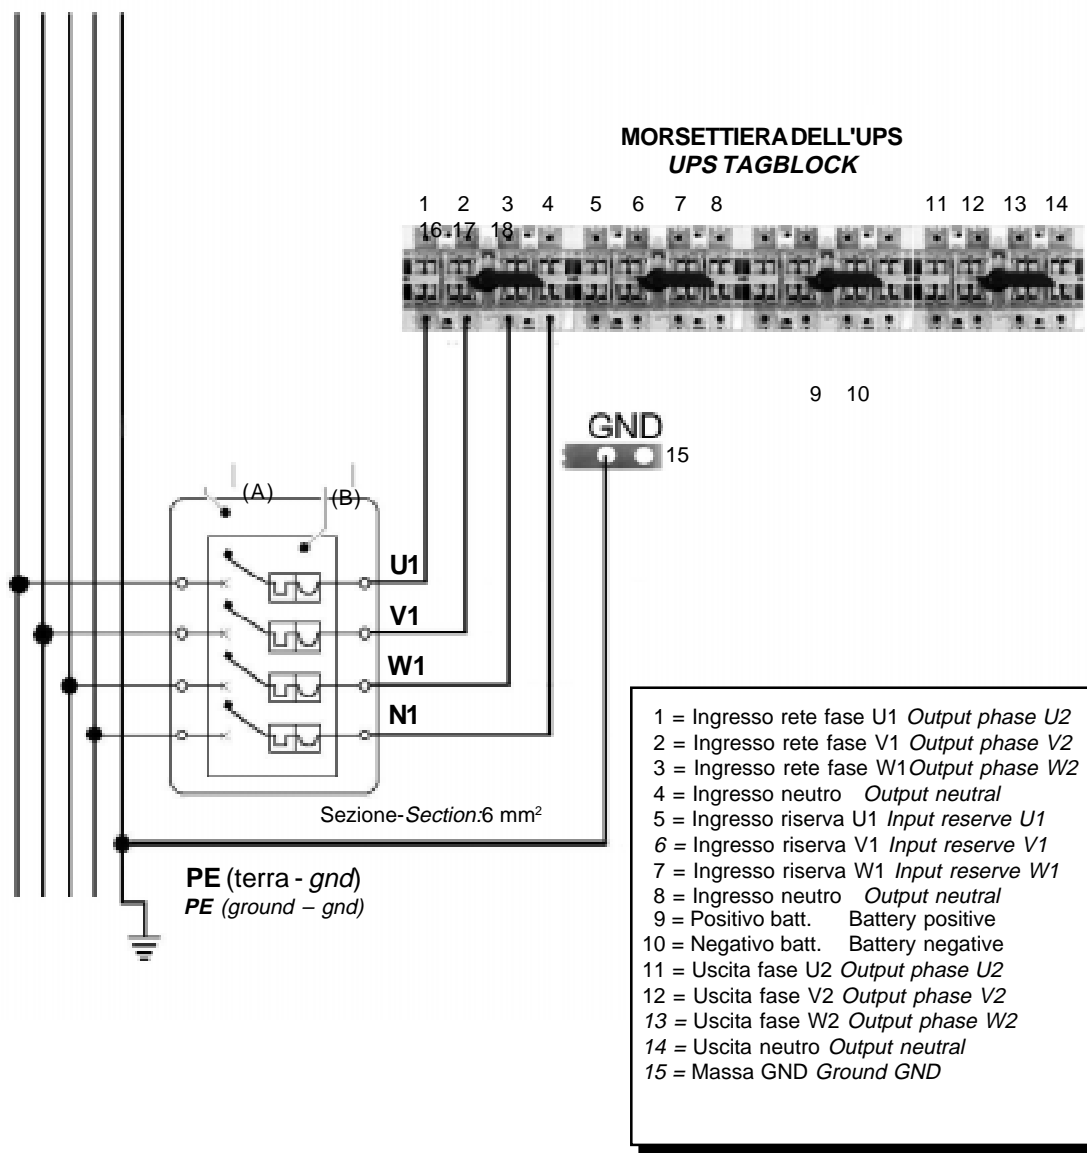 MORSETTIERA DELL'UPS
UPS TAGBLOCK
1 2 3 4 5 6 7 8 11 12 13 14
16 17 18
9 10
GND
15
(A) (B)
U1
V1
W1
N1
Sezione-Section:6 mm²
PE (terra - gnd)
PE (ground – gnd)
1 = Ingresso rete fase U1 Output phase U2
2 = Ingresso rete fase V1 Output phase V2
3 = Ingresso rete fase W1 Output phase W2
4 = Ingresso neutro Output neutral
5 = Ingresso riserva U1 Input reserve U1
6 = Ingresso riserva V1 Input reserve V1
7 = Ingresso riserva W1 Input reserve W1
8 = Ingresso neutro Output neutral
9 = Positivo batt. Battery positive
10 = Negativo batt. Battery negative
11 = Uscita fase U2 Output phase U2
12 = Uscita fase V2 Output phase V2
13 = Uscita fase W2 Output phase W2
14 = Uscita neutro Output neutral
15 = Massa GND Ground GND